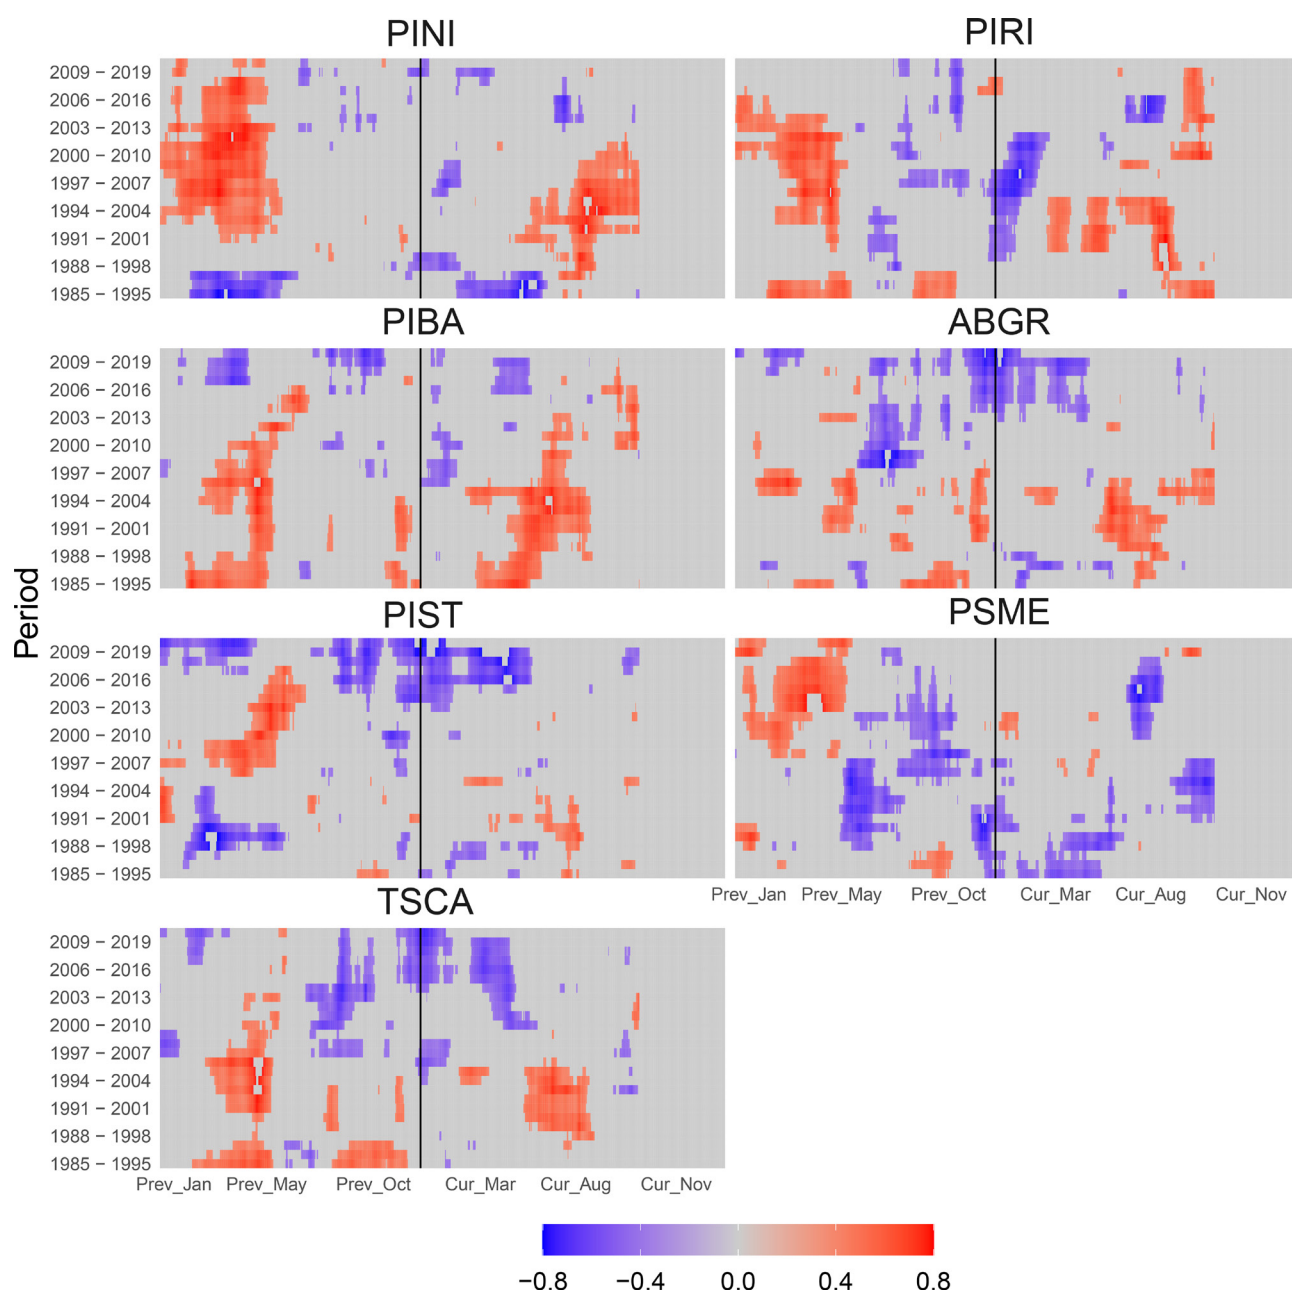 PINI
PIRI
2009 − 2019
2006 − 2016
2003 − 2013
2000 − 2010
1997 − 2007
1994 − 2004
1991 − 2001
1988 − 1998
1985 − 1995
PIBA
ABGR
2009 − 2019
2006 − 2016
2003 − 2013
2000 − 2010
1997 − 2007
1994 − 2004
1991 − 2001
1988 − 1998
1985 − 1995
Period
PIST
PSME
2009 − 2019
2006 − 2016
2003 − 2013
2000 − 2010
1997 − 2007
1994 − 2004
1991 − 2001
1988 − 1998
1985 − 1995
Prev_Jan Prev_May Prev_Oct Cur_Mar Cur_Aug Cur_Nov
TSCA
2009 − 2019
2006 − 2016
2003 − 2013
2000 − 2010
1997 − 2007
1994 − 2004
1991 − 2001
1988 − 1998
1985 − 1995
Prev_Jan Prev_May Prev_Oct Cur_Mar Cur_Aug Cur_Nov
−0.8 −0.4 0.0 0.4 0.8